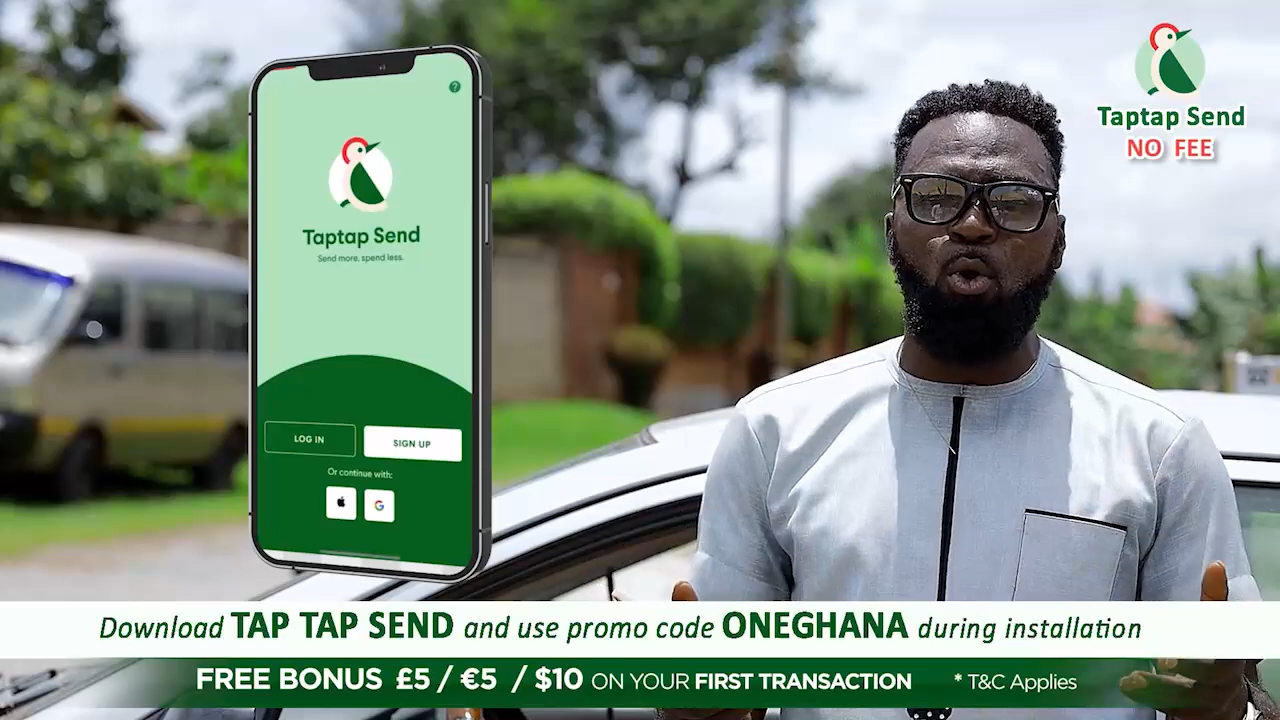 Taptap Send
NO FEE
?
Taptap Send
Send more, spend less.
LOG IN
SIGN UP
Or continue with:
G
Download TAP TAP SEND and use promo code ONEGHANA during installation
FREE BONUS £5 / €5 / $10 ON YOUR FIRST TRANSACTION * T&C Applies